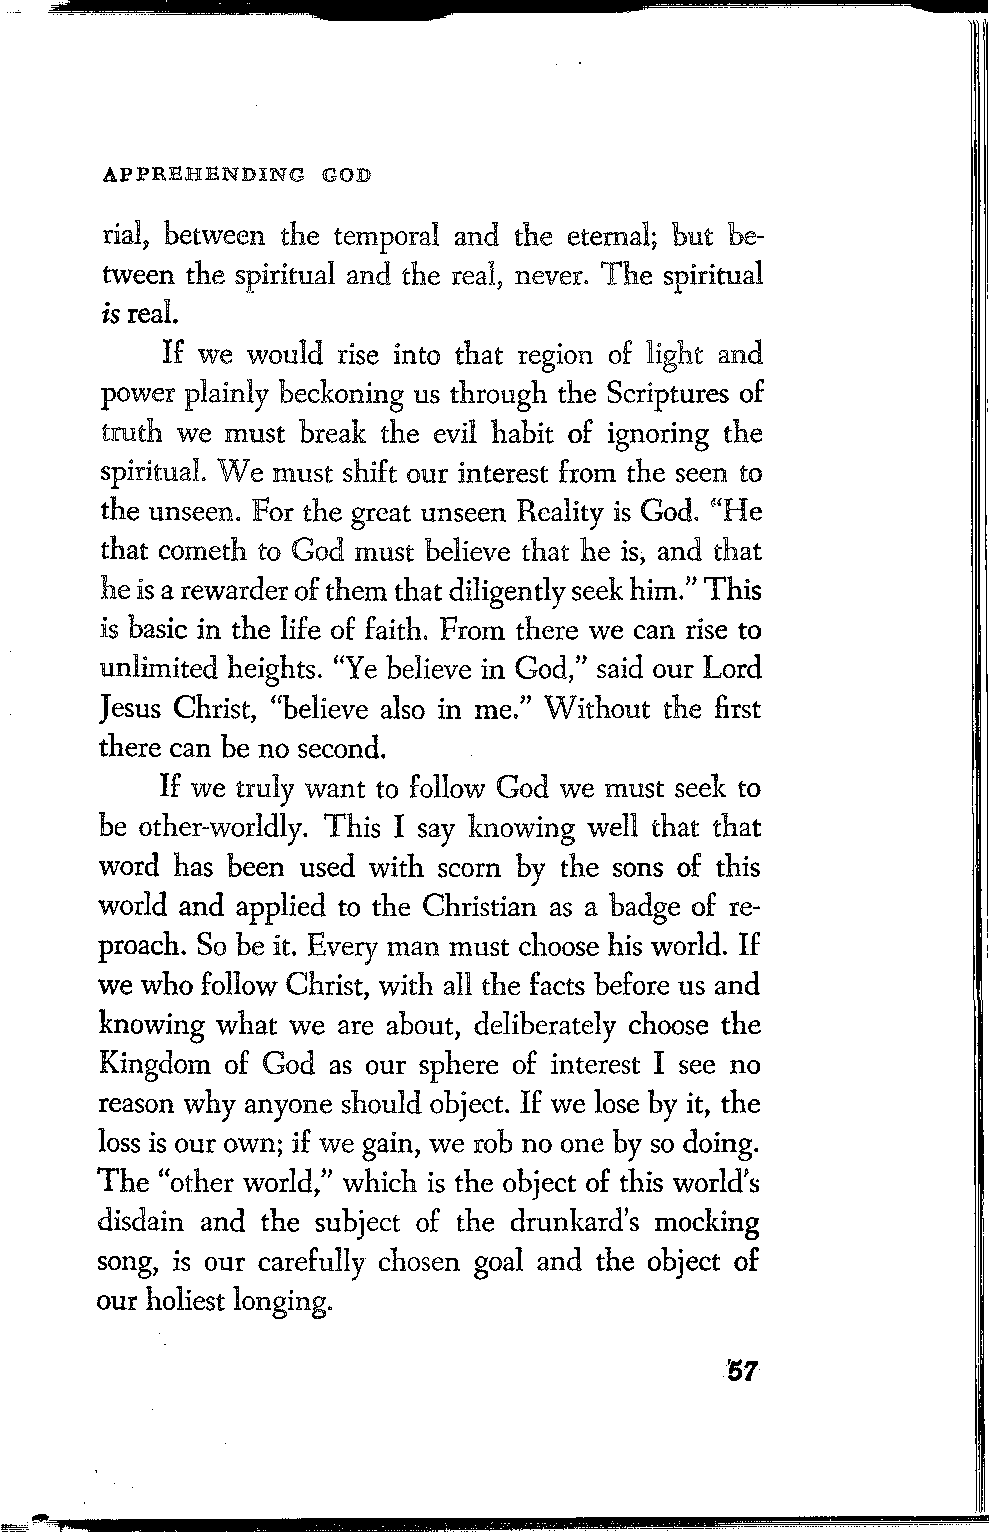 APPREHENDING GOD
rial, between the temporal and the eternal; but be-
tween the spiritual and the real, never. The spiritual
is real.
If we would rise into that region of light and
power plainly beckoning us through the Scriptures of
truth we must break the evil habit of ignoring the
spiritual. We must shift our interest from the seen to
the unseen. For the great unseen Reality is God. “He
that cometh to God must believe that he is, and that
he is a rewarder of them that diligently seek him.” This
is basic in the life of faith. From there we can rise to
unlimited heights. “Ye believe in God,” said our Lord
Jesus Christ, “believe also in me.” Without the first
there can be no second.
If we truly want to follow God we must seek to
be other-worldly. This I say knowing well that that
word has been used with scorn by the sons of this
world and applied to the Christian as a badge of re-
proach. So be it. Every man must choose his world. If
we who follow Christ, with all the facts before us and
knowing what we are about, deliberately choose the
Kingdom of God as our sphere of interest I see no
reason why anyone should object. If we lose by it, the
loss is our own; if we gain, we rob no one by so doing.
The “other world,” which is the object of this world's
disdain and the subject of the drunkard's mocking
song, is our carefully chosen goal and the object of
our holiest longing.
57